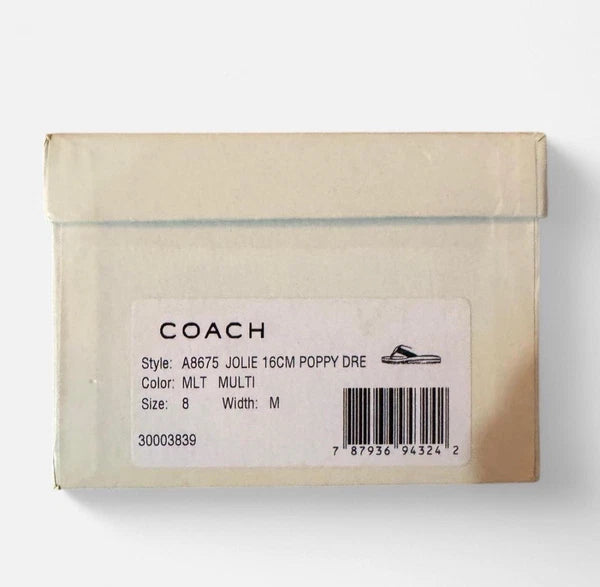 COACH
Style: A8675 JOLIE 16CM POPPY DRE
Color: MLT MULTI
Size: 8 Width: M
30003839
7 87936 94324 2